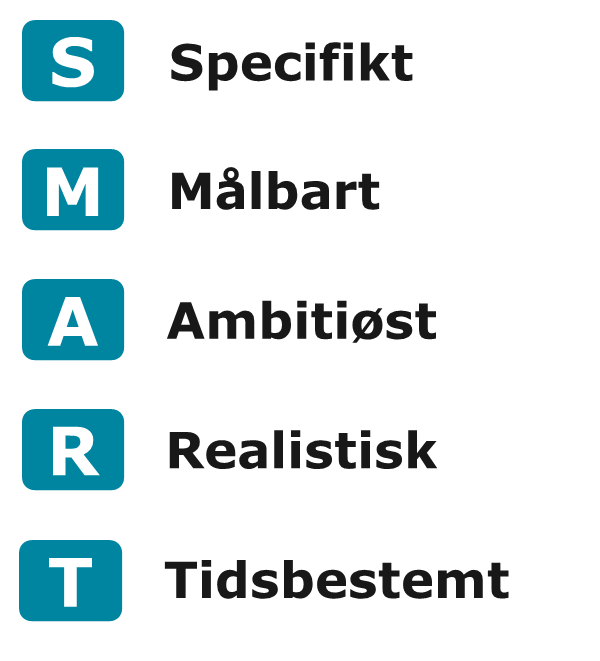 S Specifikt
M Målbart
A Ambitiøst
R Realistisk
T Tidsbestemt